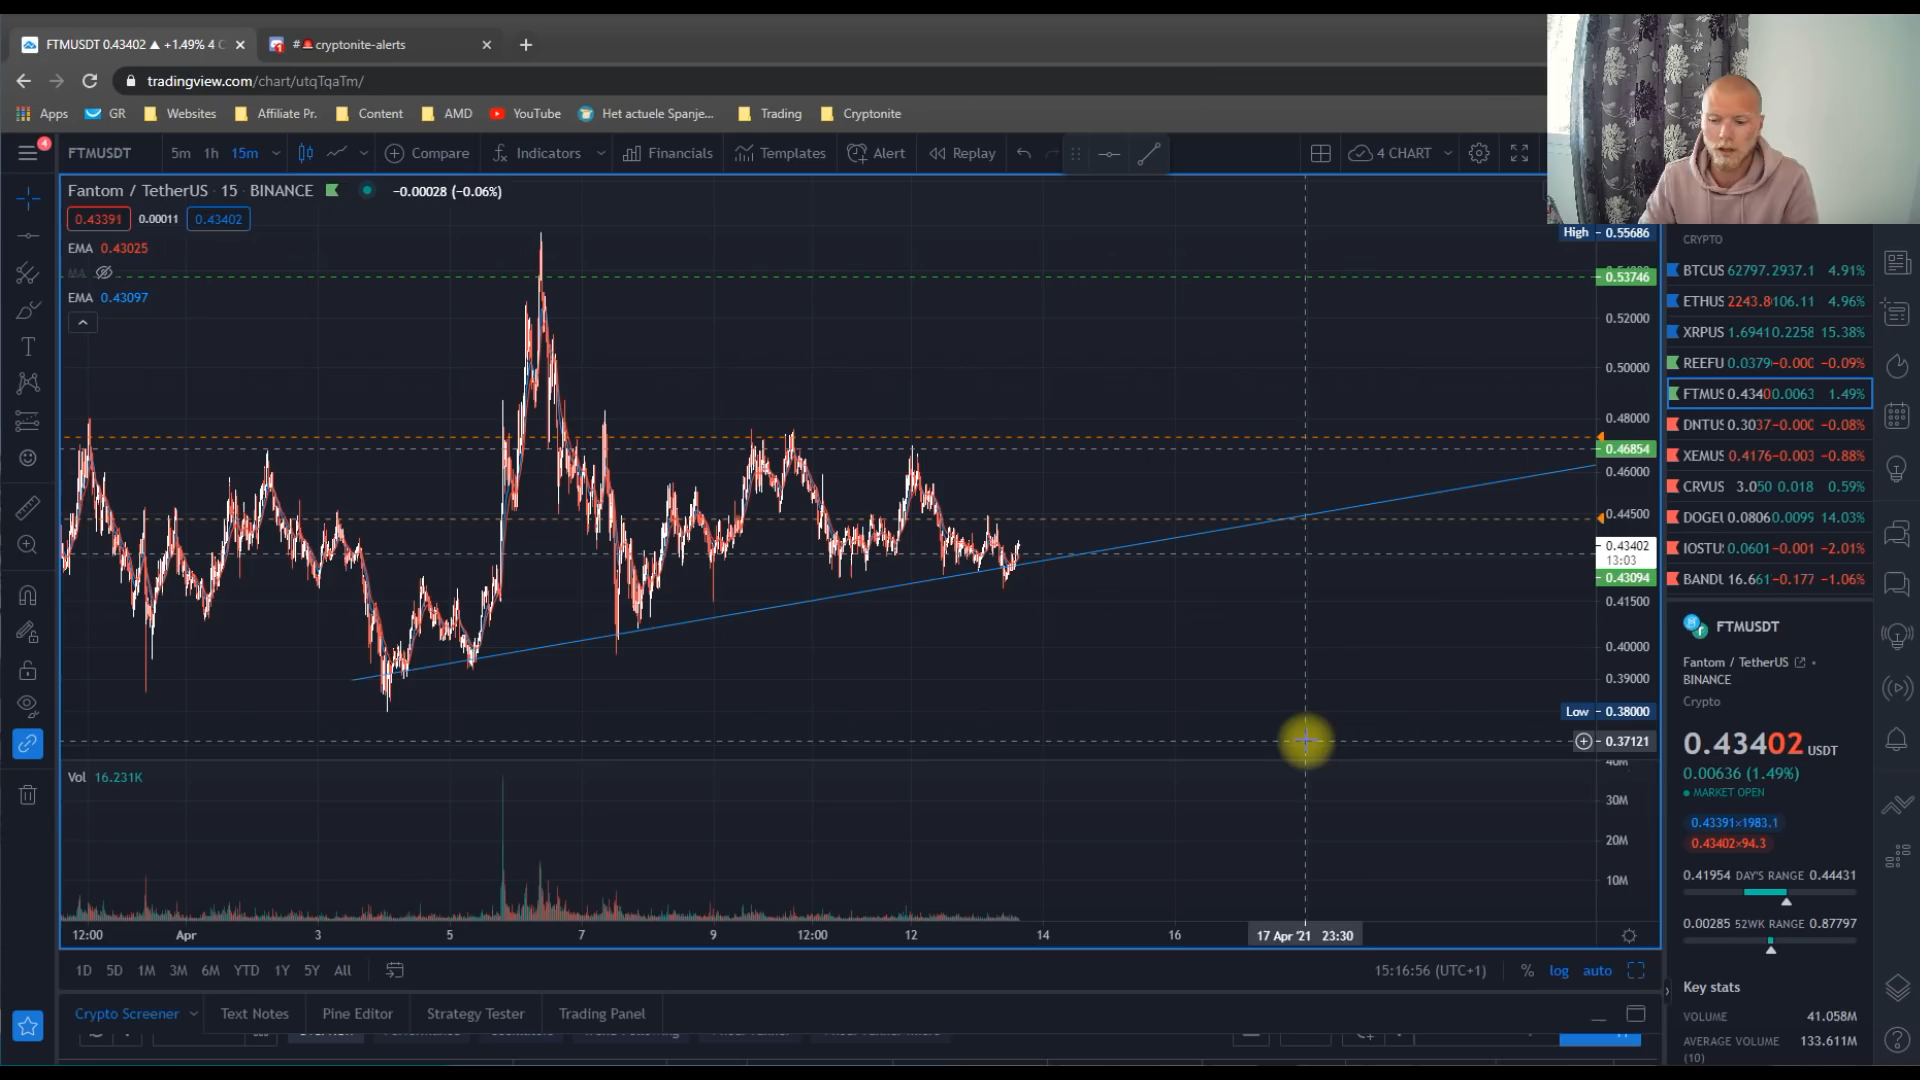 FTMUSDT 0.43402 ▲ +1.49% 4 C
# cryptonite-alerts
tradingview.com/chart/utqTqaTm/
Apps GR Websites Affiliate Pr. Content AMD YouTube Het actuele Spanje... Trading Cryptonite
4
FTMUSDT 5m 1h 15m Compare Indicators Financials Templates Alert Replay 4 CHART
Fantom / TetherUS · 15 · BINANCE −0.00028 (−0.06%)
0.43391 0.00011 0.43402
EMA 0.43025
MA
EMA 0.43097
High 0.55686
0.53746
0.52000
0.50000
0.48000
0.46854
0.46000
0.44500
0.43402
13:03
0.43094
0.41500
0.40000
0.39000
Low 0.38000
0.37121
Vol 16.231K
40M
30M
20M
10M
12:00 Apr 3 5 7 9 12:00 12 14 16 17 Apr '21 23:30
1D 5D 1M 3M 6M YTD 1Y 5Y All
15:16:56 (UTC+1) % log auto
Crypto Screener Text Notes Pine Editor Strategy Tester Trading Panel
CRYPTO
BTCUS 62797.2937.1 4.91%
ETHUS 2243.8 106.11 4.96%
XRPUS 1.6941 0.2258 15.38%
REEFU 0.0379 −0.000 −0.09%
FTMUS 0.4340 0.0063 1.49%
DNTUS 0.3037 −0.000 −0.08%
XEMUS 0.4176 −0.003 −0.88%
CRVUS 3.050 0.018 0.59%
DOGEU 0.0806 0.0099 14.03%
IOSTU 0.0601 −0.001 −2.01%
BANDU 16.661 −0.177 −1.06%
FTMUSDT
Fantom / TetherUS
BINANCE
Crypto
0.43402 USDT
0.00636 (1.49%)
MARKET OPEN
0.43391×1983.1
0.43402×94.3
0.41954 DAY'S RANGE 0.44431
0.00285 52WK RANGE 0.87797
Key stats
VOLUME 41.058M
AVERAGE VOLUME 133.611M
(10)